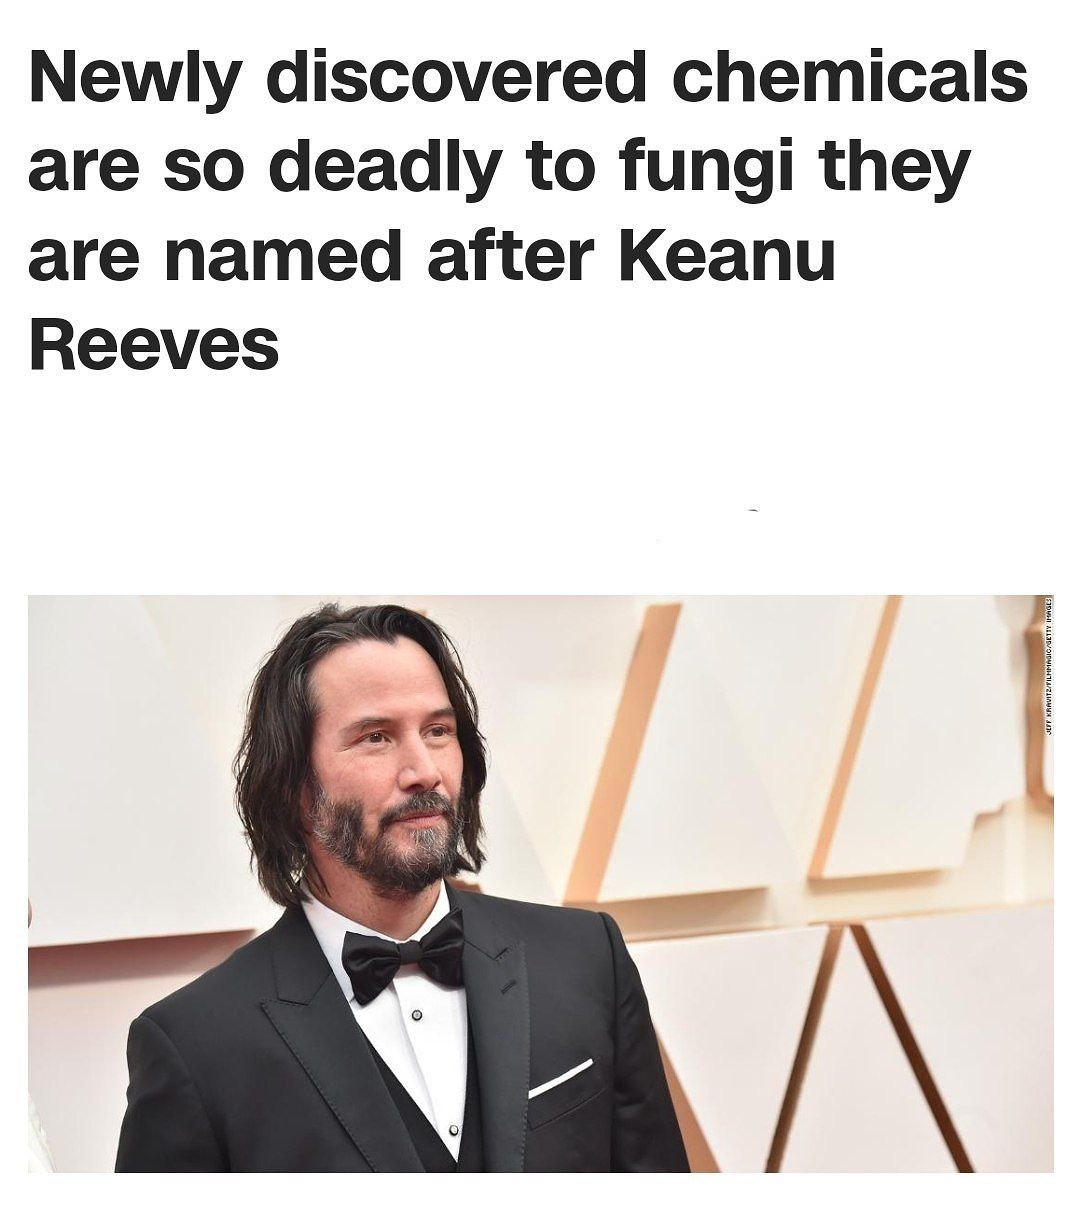 Newly discovered chemicals
are so deadly to fungi they
are named after Keanu
Reeves
JEFF KRAVITZ/FILMMAGIC/GETTY IMAGES